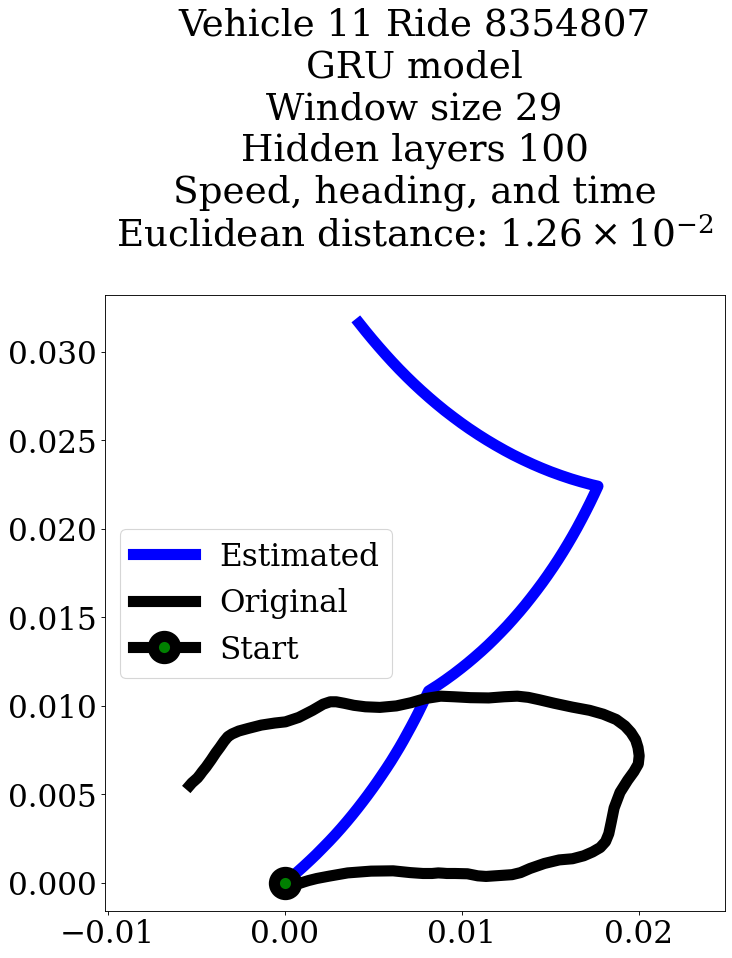 Vehicle 11 Ride 8354807
GRU model
Window size 29
Hidden layers 100
Speed, heading, and time
Euclidean distance: 1.26 × 10⁻²
0.030
0.025
0.020
0.015
0.010
0.005
0.000
Estimated
Original
Start
−0.01
0.00
0.01
0.02